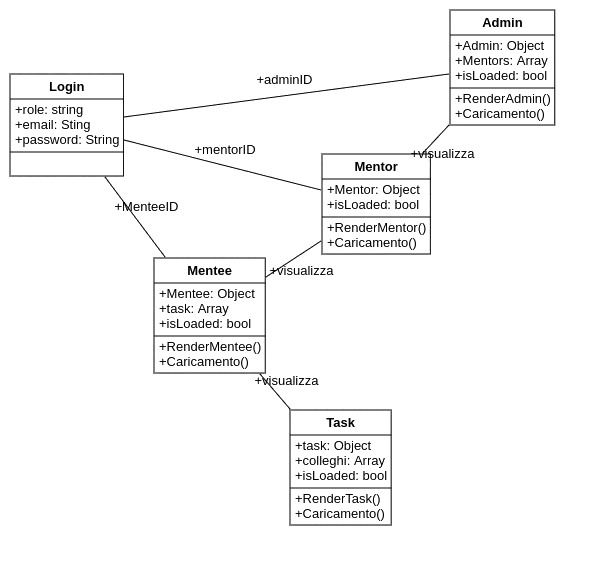 Admin
+Admin: Object
+Mentors: Array
+isLoaded: bool
+RenderAdmin()
+Caricamento()
Login
+role: string
+email: Sting
+password: String
+adminID
+mentorID
+MenteeID
+visualizza
Mentor
+Mentor: Object
+isLoaded: bool
+RenderMentor()
+Caricamento()
+visualizza
Mentee
+Mentee: Object
+task: Array
+isLoaded: bool
+RenderMentee()
+Caricamento()
+visualizza
Task
+task: Object
+colleghi: Array
+isLoaded: bool
+RenderTask()
+Caricamento()